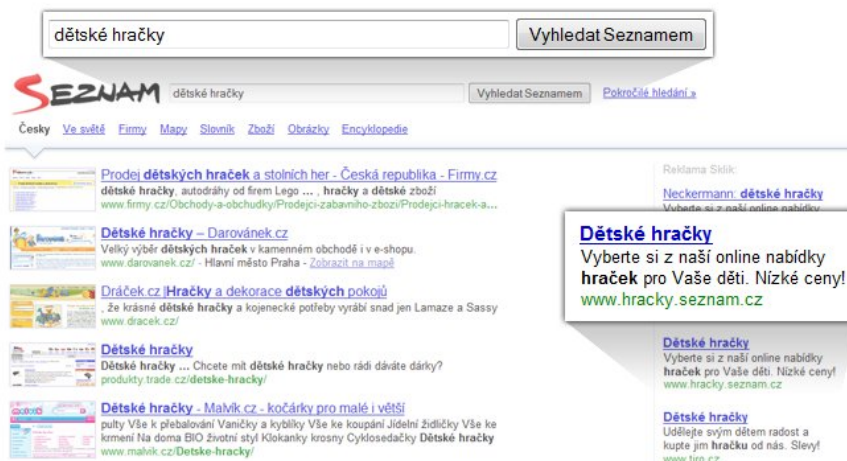 dětské hračky
Vyhledat Seznamem
SEZNAM
dětské hračky
Vyhledat Seznamem
Pokročilé hledání »
Česky Ve světě Firmy Mapy Slovník Zboží Obrázky Encyklopedie
Prodej dětských hraček a stolních her - Česká republika - Firmy.cz
dětské hračky, autodráhy od firem Lego ... , hračky a dětské zboží
www.firmy.cz/Obchody-a-obchudky/Prodejci-zabavniho-zbozi/Prodejci-hracek-a...
Dětské hračky – Darovánek.cz
Velký výběr dětských hraček v kamenném obchodě i v e-shopu.
www.darovanek.cz/ - Hlavní město Praha - Zobrazit na mapě
Dráček.cz |Hračky a dekorace dětských pokojů
, že krásné dětské hračky a kojenecké potřeby vyrábí snad jen Lamaze a Sassy
www.dracek.cz/
Dětské hračky
Dětské hračky ... Chcete mít dětské hračky nebo rádi dáváte dárky?
produkty.trade.cz/detske-hracky/
Dětské hračky - Malvík.cz - kočárky pro malé i větší
pulty Vše k přebalování Vaničky a kyblíky Vše ke koupání Jídelní židličky Vše ke
krmení Na doma BIO životní styl Klokanky krosny Cyklosedačky Dětské hračky
www.malvik.cz/Detske-hracky/
Reklama Sklik:
Neckermann: dětské hračky
Vyberte si z naší online nabídky
Dětské hračky
Vyberte si z naší online nabídky
hraček pro Vaše děti. Nízké ceny!
www.hracky.seznam.cz
Dětské hračky
Vyberte si z naší online nabídky
hraček pro Vaše děti. Nízké ceny!
www.hracky.seznam.cz
Dětské hračky
Udělejte svým dětem radost a
kupte jim hračku od nás. Slevy!
www.tiro.cz